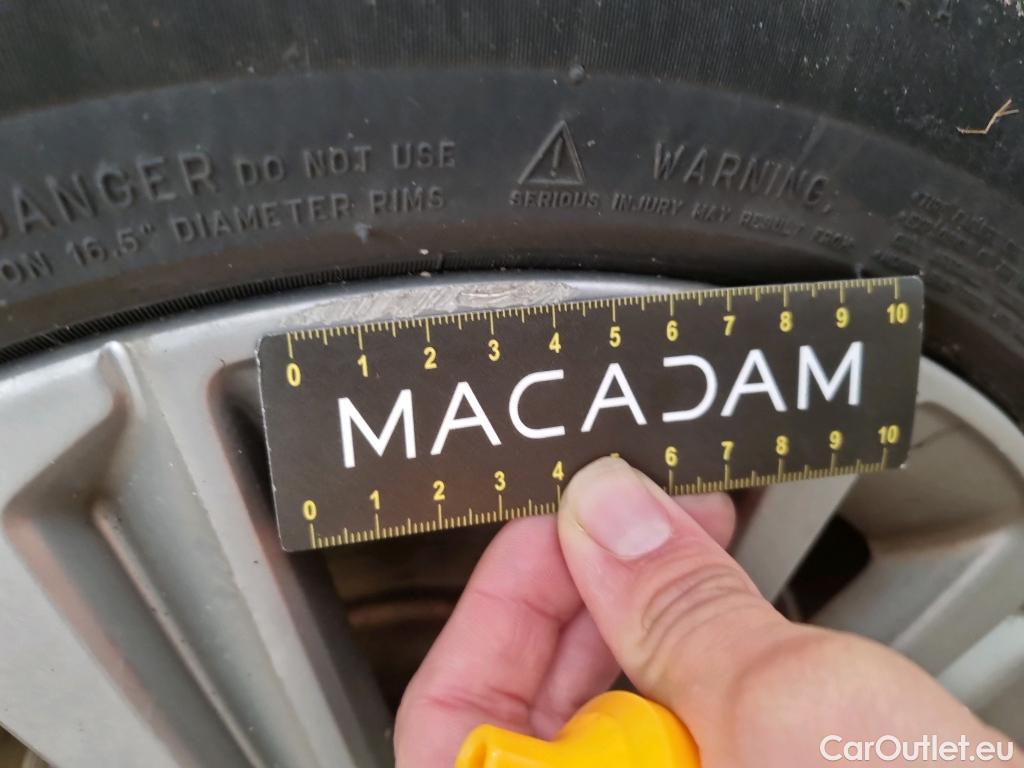 DANGER DO NOT USE
ON 16.5" DIAMETER RIMS
WARNING,
SERIOUS INJURY MAY RESULT FROM
0 1 2 3 4 5 6 7 8 9 10
MACADAM
0 1 2 3 4 6 7 8 9 10
CarOutlet.eu